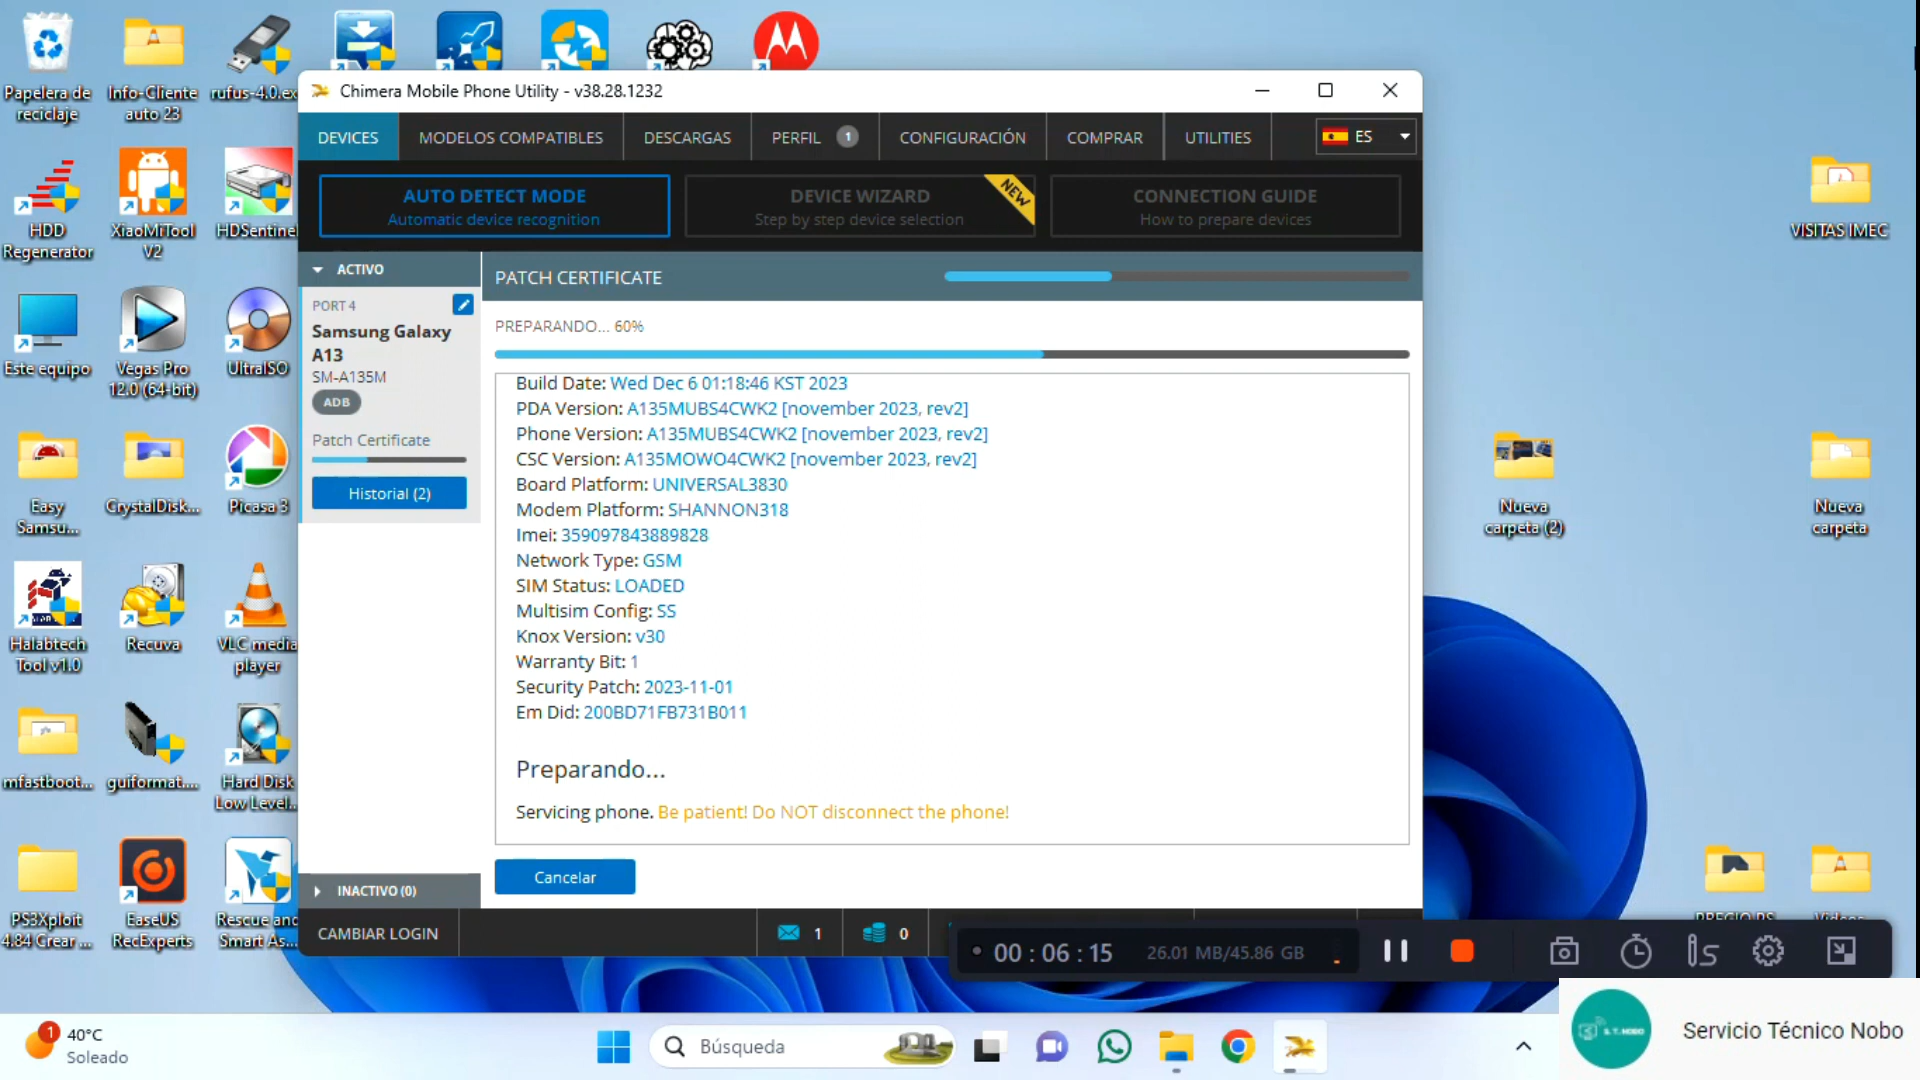 Papelera de
reciclaje
Info-Cliente
auto 23
rufus-4.0.ex
HDD
Regenerator
XiaoMiTool
V2
HDSentinel
Este equipo
Vegas Pro
12.0 (64-bit)
UltraISO
Easy
Samsu...
CrystalDisk...
Picasa 3
Halabtech
Tool v1.0
Recuva
VLC media
player
mfastboot...
guiformat....
Hard Disk
Low Level...
PS3Xploit
4.84 Crear ...
EaseUS
RecExperts
Rescue and
Smart As...
Chimera Mobile Phone Utility - v38.28.1232
DEVICES
MODELOS COMPATIBLES
DESCARGAS
PERFIL 1
CONFIGURACIÓN
COMPRAR
UTILITIES
ES
AUTO DETECT MODE
Automatic device recognition
DEVICE WIZARD
Step by step device selection
NEW
CONNECTION GUIDE
How to prepare devices
ACTIVO
PORT 4
Samsung Galaxy
A13
SM-A135M
ADB
Patch Certificate
Historial (2)
INACTIVO (0)
PATCH CERTIFICATE
PREPARANDO... 60%
Build Date: Wed Dec 6 01:18:46 KST 2023
PDA Version: A135MUBS4CWK2 [november 2023, rev2]
Phone Version: A135MUBS4CWK2 [november 2023, rev2]
CSC Version: A135MOWO4CWK2 [november 2023, rev2]
Board Platform: UNIVERSAL3830
Modem Platform: SHANNON318
Imei: 359097843889828
Network Type: GSM
SIM Status: LOADED
Multisim Config: SS
Knox Version: v30
Warranty Bit: 1
Security Patch: 2023-11-01
Em Did: 200BD71FB731B011
Preparando...
Servicing phone. Be patient! Do NOT disconnect the phone!
Cancelar
CAMBIAR LOGIN
1
0
00 : 06 : 15
26.01 MB/45.86 GB
VISITAS IMEC
Nueva
carpeta (2)
Nueva
carpeta
1
40°C
Soleado
Búsqueda
S. T. NOBO
Servicio Técnico Nobo